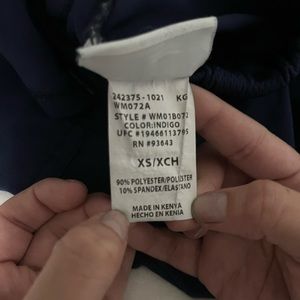 242375-1021 KG
WM072A
STYLE # WM01B072
COLOR:INDIGO
UPC #19466113795
RN #93643
XS/XCH
90% POLYESTER/POLIESTER
10% SPANDEX/ELASTANO
MADE IN KENYA
HECHO EN KENIA